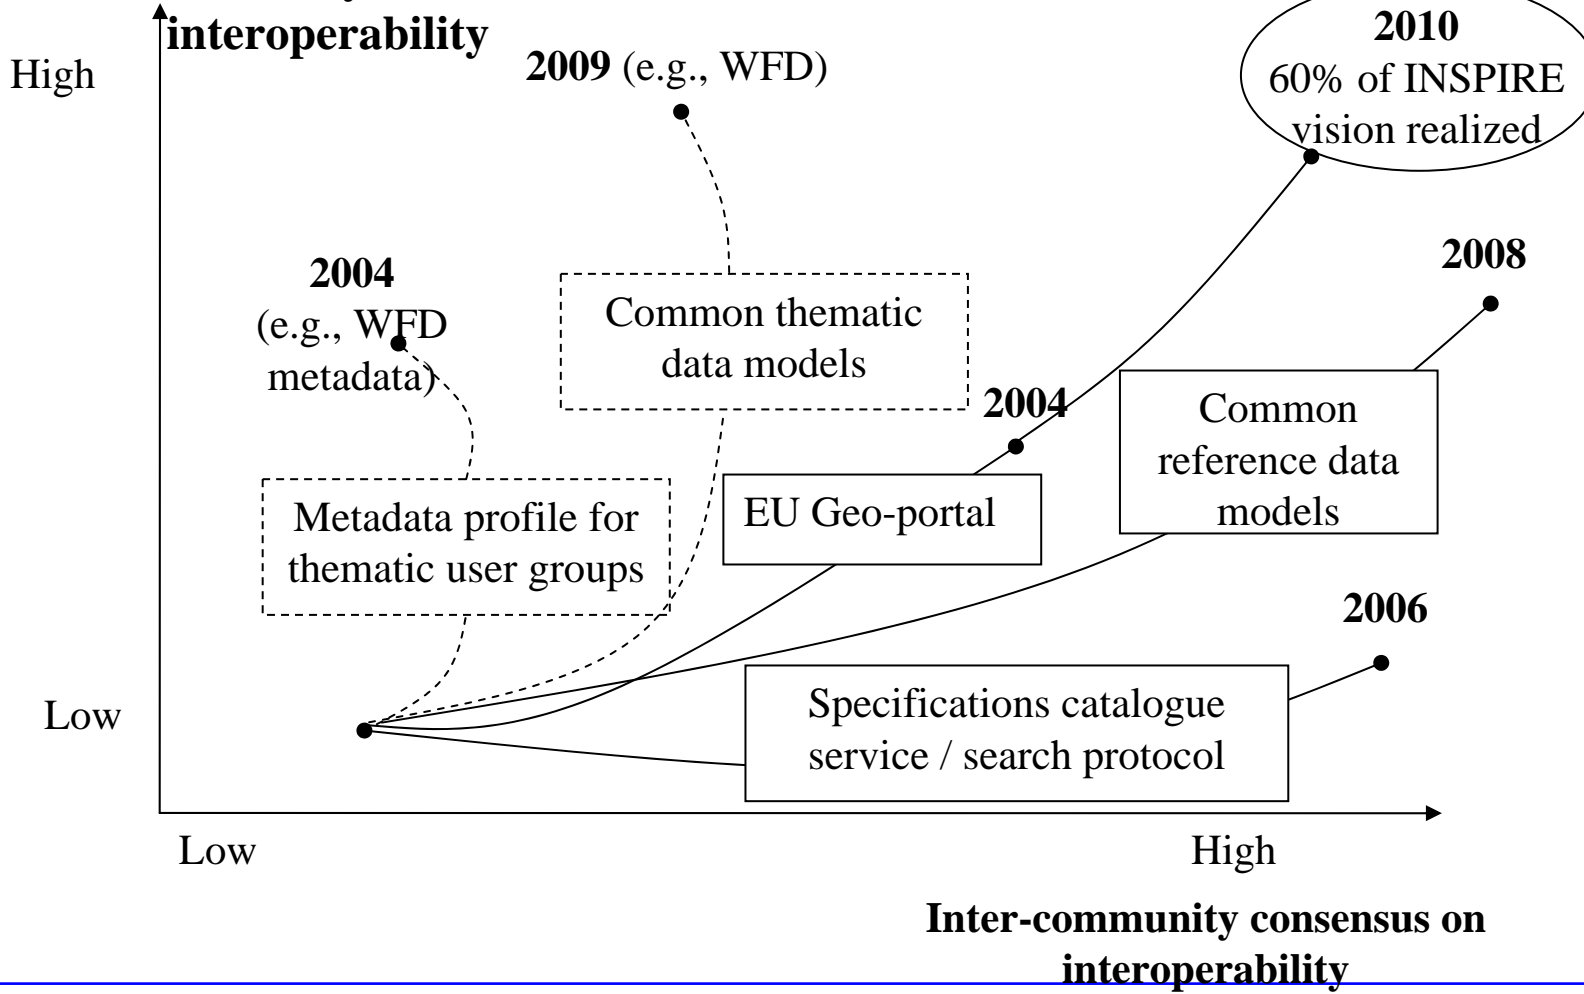 interoperability
High
2009 (e.g., WFD)
2010
60% of INSPIRE
vision realized
2004
(e.g., WFD
metadata)
Common thematic
data models
2008
2004
Common
reference data
models
Metadata profile for
thematic user groups
EU Geo-portal
2006
Low
Specifications catalogue
service / search protocol
Low
High
Inter-community consensus on
interoperability